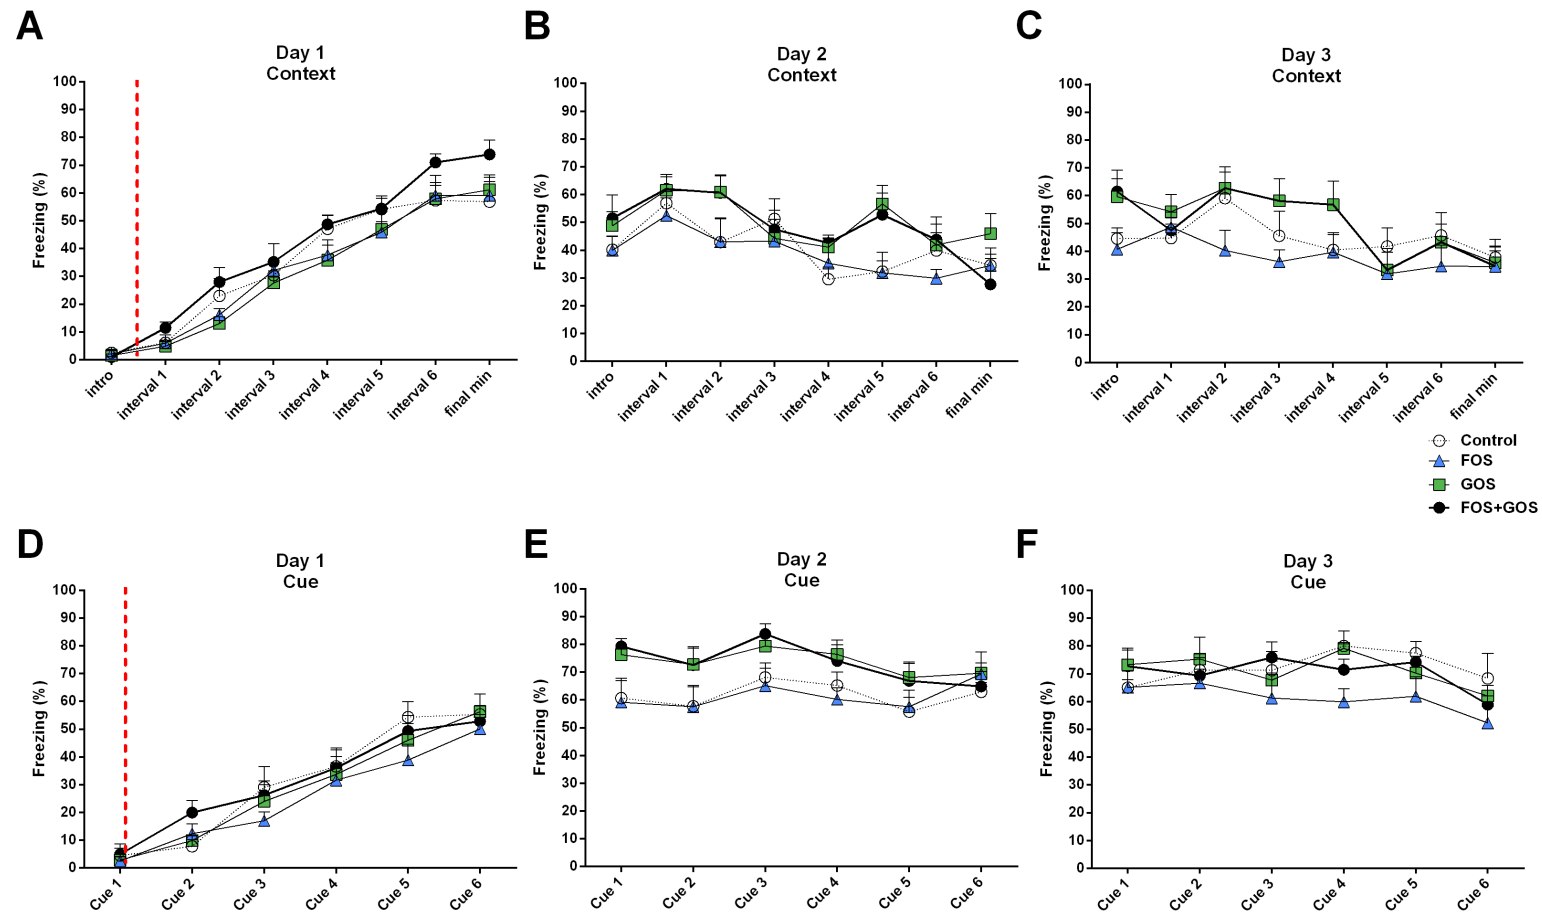 A
Day 1
Context
Freezing (%)
100
90
80
70
60
50
40
30
20
10
0
intro
interval 1
interval 2
interval 3
interval 4
interval 5
interval 6
final min
B
Day 2
Context
Freezing (%)
100
90
80
70
60
50
40
30
20
10
0
intro
interval 1
interval 2
interval 3
interval 4
interval 5
interval 6
final min
C
Day 3
Context
Freezing (%)
100
90
80
70
60
50
40
30
20
10
0
intro
interval 1
interval 2
interval 3
interval 4
interval 5
interval 6
final min
Control
FOS
GOS
FOS+GOS
D
Day 1
Cue
Freezing (%)
100
90
80
70
60
50
40
30
20
10
0
Cue 1
Cue 2
Cue 3
Cue 4
Cue 5
Cue 6
E
Day 2
Cue
Freezing (%)
100
90
80
70
60
50
40
30
20
10
0
Cue 1
Cue 2
Cue 3
Cue 4
Cue 5
Cue 6
F
Day 3
Cue
Freezing (%)
100
90
80
70
60
50
40
30
20
10
0
Cue 1
Cue 2
Cue 3
Cue 4
Cue 5
Cue 6